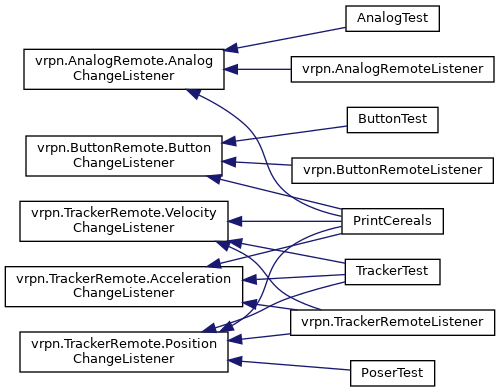 AnalogTest
vrpn.AnalogRemote.Analog
ChangeListener
vrpn.AnalogRemoteListener
ButtonTest
vrpn.ButtonRemote.Button
ChangeListener
vrpn.ButtonRemoteListener
vrpn.TrackerRemote.Velocity
ChangeListener
PrintCereals
vrpn.TrackerRemote.Acceleration
ChangeListener
TrackerTest
vrpn.TrackerRemoteListener
vrpn.TrackerRemote.Position
ChangeListener
PoserTest